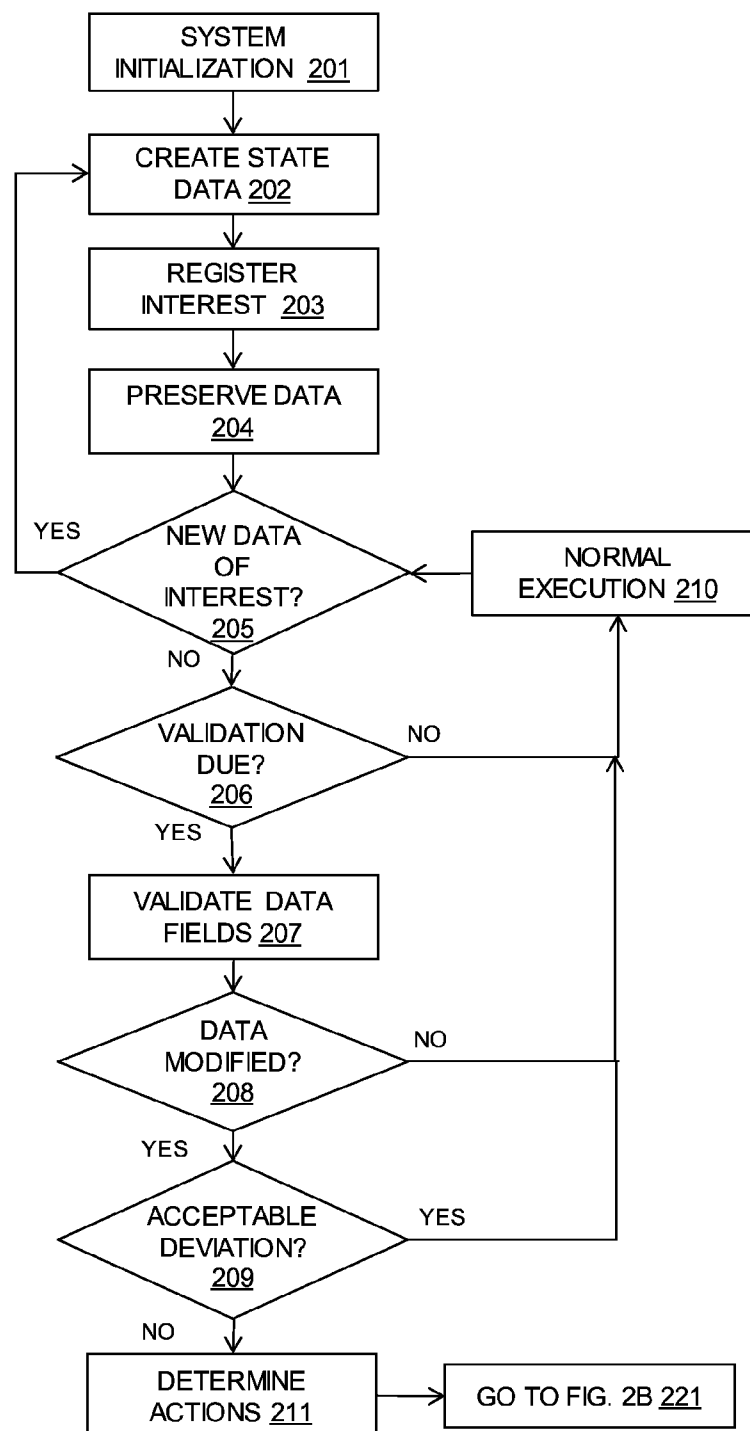 SYSTEM
INITIALIZATION 201
CREATE STATE
DATA 202
REGISTER
INTEREST 203
PRESERVE DATA
204
YES
NEW DATA
OF
INTEREST?
205
NORMAL
EXECUTION 210
NO
VALIDATION
DUE?
206
NO
YES
VALIDATE DATA
FIELDS 207
DATA
MODIFIED?
208
NO
YES
ACCEPTABLE
DEVIATION?
209
YES
NO
DETERMINE
ACTIONS 211
GO TO FIG. 2B 221